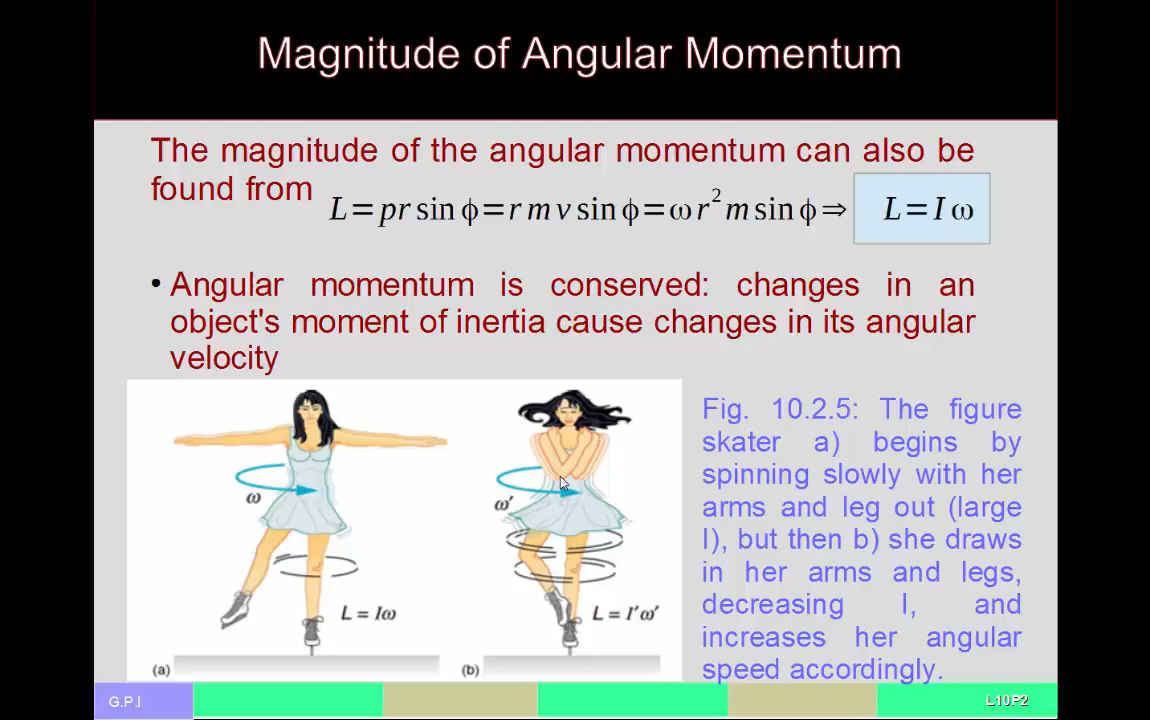 Magnitude of Angular Momentum
The magnitude of the angular momentum can also be
found from
L=pr sin ϕ=r m v sin ϕ=ω r² m sin ϕ⇒ L=I ω
• Angular momentum is conserved: changes in an
object's moment of inertia cause changes in its angular
velocity
ω
L = Iω
(a)
ω′
L = I′ω′
(b)
Fig. 10.2.5: The figure
skater a) begins by
spinning slowly with her
arms and leg out (large
I), but then b) she draws
in her arms and legs,
decreasing I, and
increases her angular
speed accordingly.
G.P.I
L10.P2